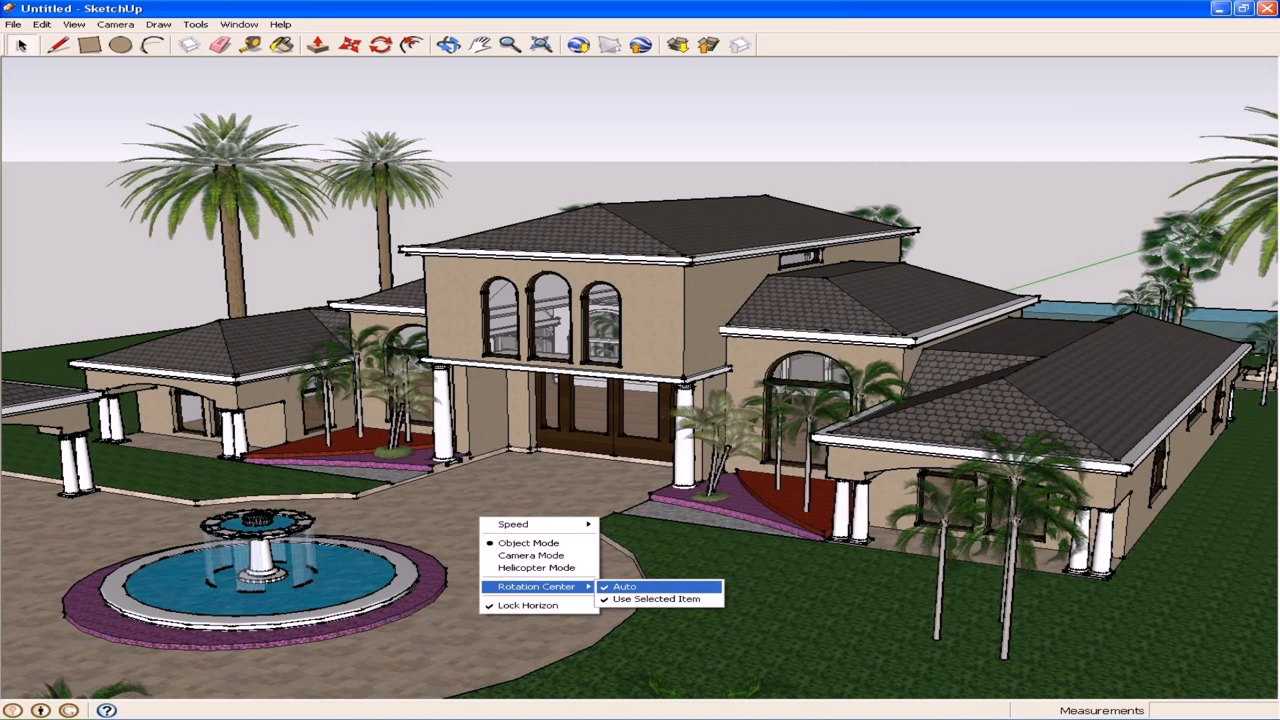 Untitled - SketchUp
File Edit View Camera Draw Tools Window Help
Speed
Object Mode
Camera Mode
Helicopter Mode
Rotation Center
Auto
Use Selected Item
Lock Horizon
Measurements